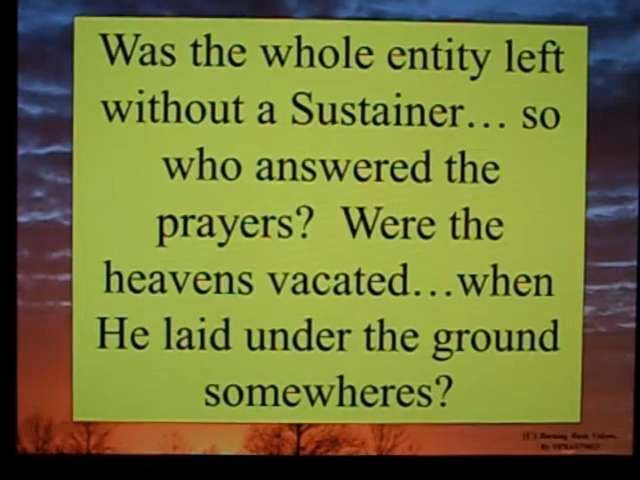 Was the whole entity left
without a Sustainer… so
who answered the
prayers?  Were the
heavens vacated…when
He laid under the ground
somewheres?